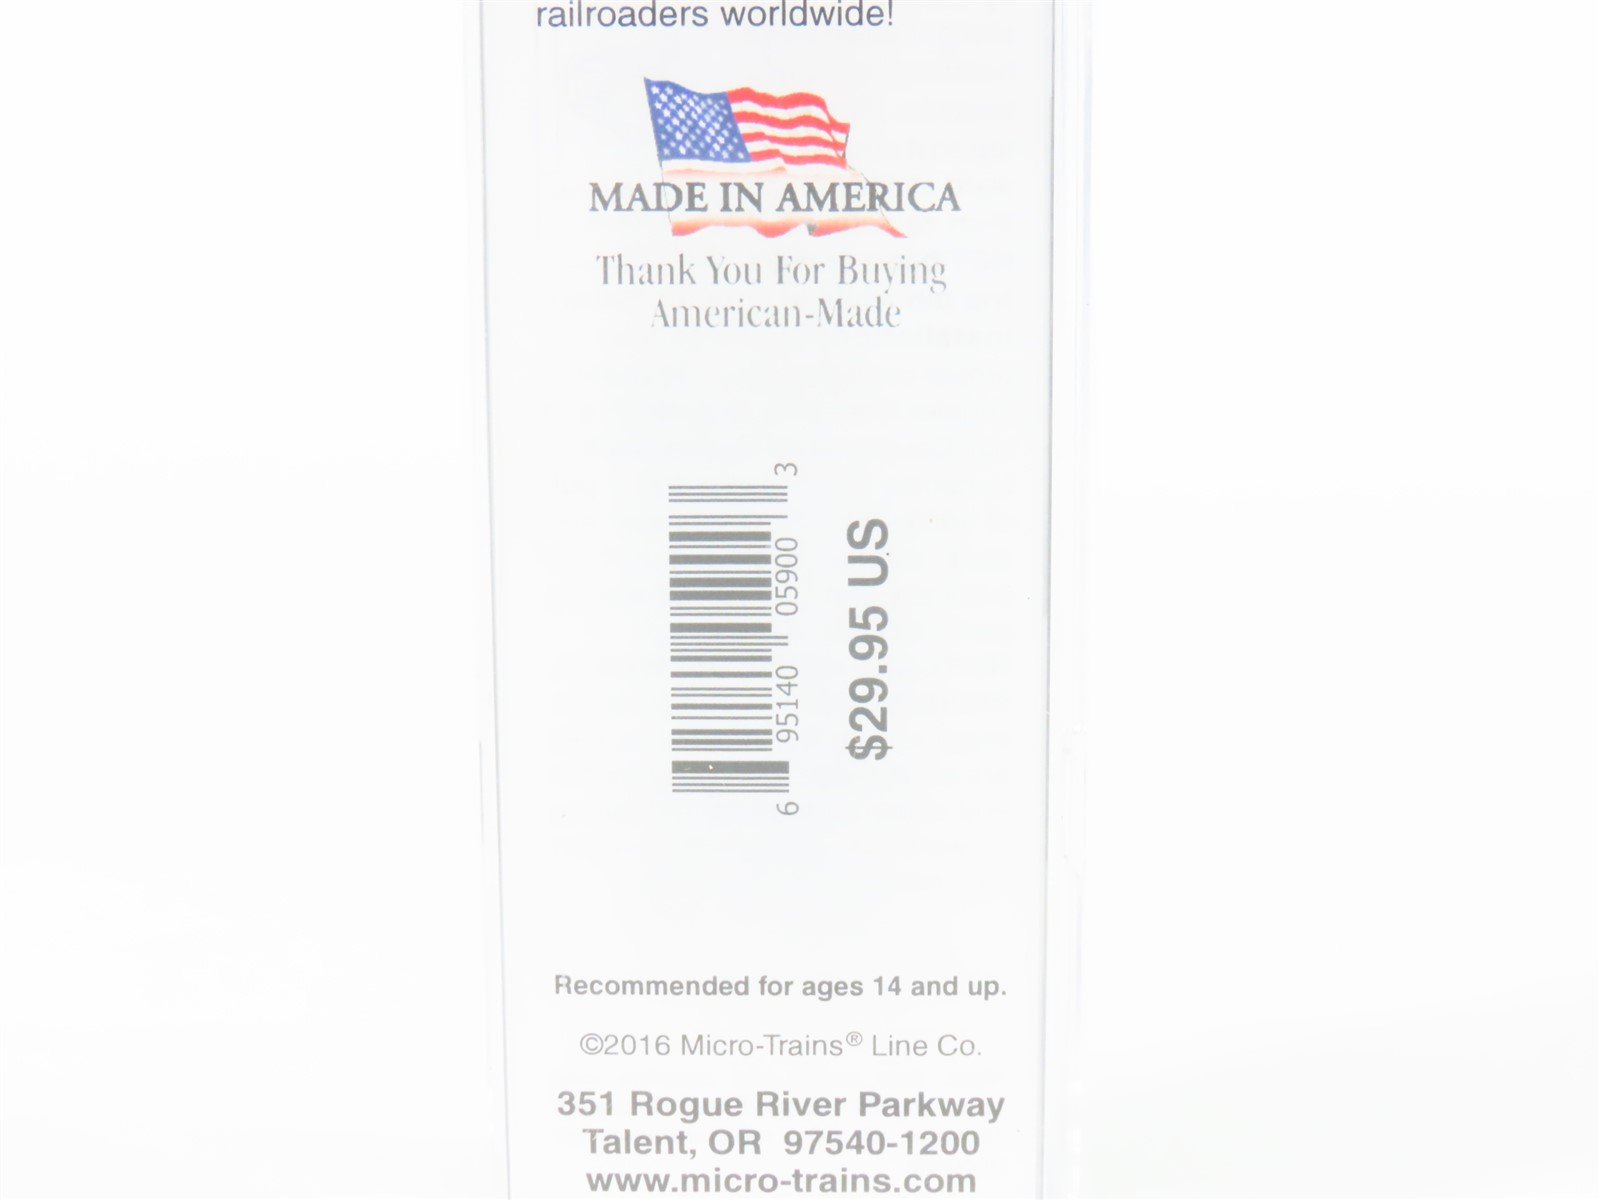 railroaders worldwide!
MADE IN AMERICA
Thank You For Buying
American-Made
6 95140 05900 3
$29.95 US
Recommended for ages 14 and up.
©2016 Micro-Trains® Line Co.
351 Rogue River Parkway
Talent, OR 97540-1200
www.micro-trains.com